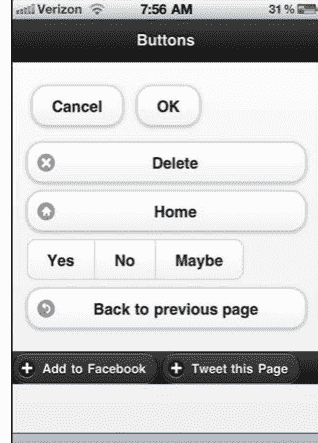 Verizon 7:56 AM 31 %
Buttons
Cancel OK
Delete
Home
Yes No Maybe
Back to previous page
Add to Facebook Tweet this Page